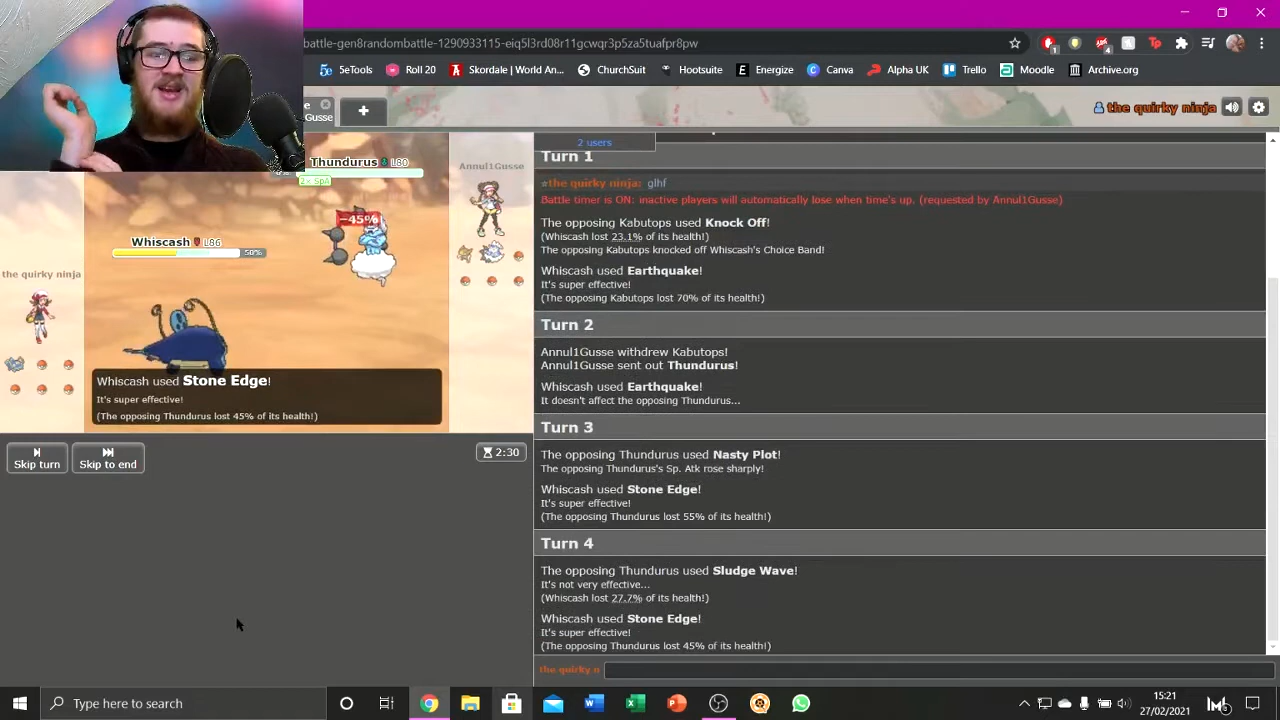 battle-gen8randombattle-1290933115-eiq5l3rd08r11gcwqr3p5za5tuafpr8pw
5eTools
Roll 20
Skordale | World An...
ChurchSuit
Hootsuite
Energize
Canva
Alpha UK
Trello
Moodle
Archive.org
Gusse
the quirky ninja
2 users
Turn 1
☆the quirky ninja: glhf
Battle timer is ON: inactive players will automatically lose when time's up. (requested by Annul1Gusse)
The opposing Kabutops used Knock Off!
(Whiscash lost 23.1% of its health!)
The opposing Kabutops knocked off Whiscash's Choice Band!
Whiscash used Earthquake!
It's super effective!
(The opposing Kabutops lost 70% of its health!)
Turn 2
Annul1Gusse withdrew Kabutops!
Annul1Gusse sent out Thundurus!
Whiscash used Earthquake!
It doesn't affect the opposing Thundurus...
Turn 3
The opposing Thundurus used Nasty Plot!
The opposing Thundurus's Sp. Atk rose sharply!
Whiscash used Stone Edge!
It's super effective!
(The opposing Thundurus lost 55% of its health!)
Turn 4
The opposing Thundurus used Sludge Wave!
It's not very effective...
(Whiscash lost 27.7% of its health!)
Whiscash used Stone Edge!
It's super effective!
(The opposing Thundurus lost 45% of its health!)
the quirky n
Thundurus L80
2× SpA
Annul1Gusse
−45%
Whiscash L86
50%
the quirky ninja
Whiscash used Stone Edge!
It's super effective!
(The opposing Thundurus lost 45% of its health!)
Skip turn
Skip to end
2:30
Type here to search
15:21
27/02/2021